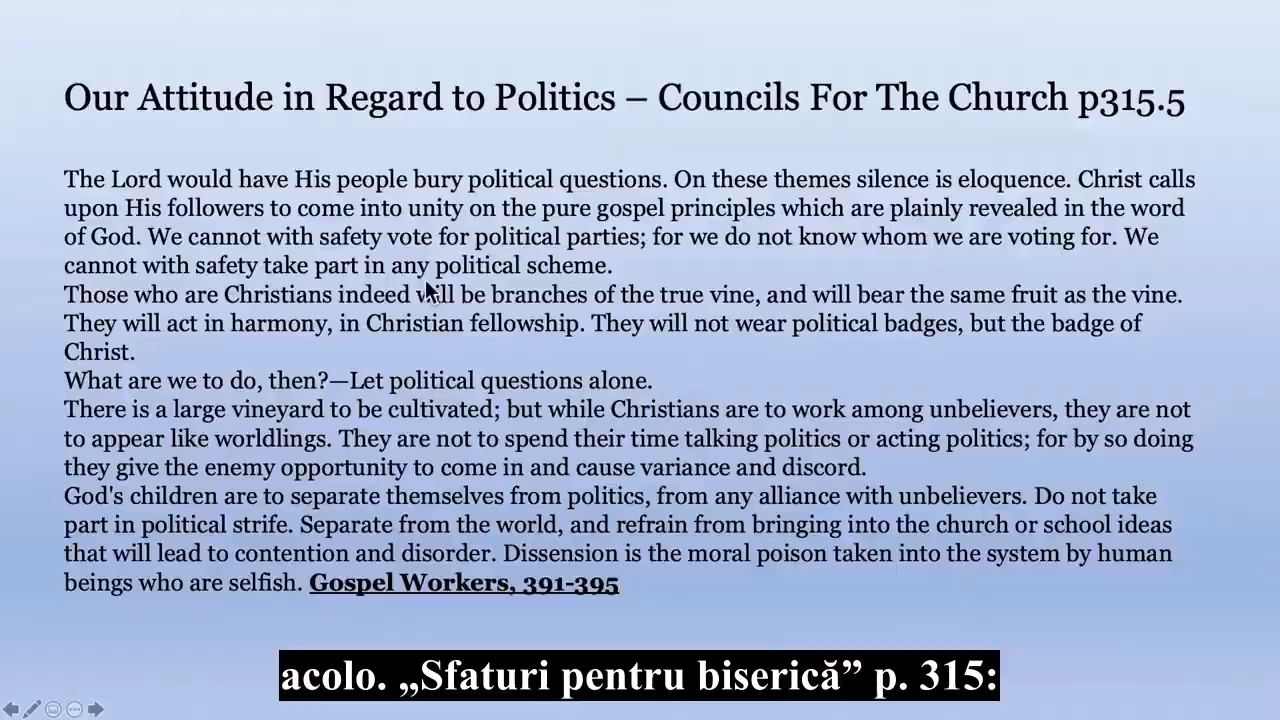 Our Attitude in Regard to Politics – Councils For The Church p315.5
The Lord would have His people bury political questions. On these themes silence is eloquence. Christ calls
upon His followers to come into unity on the pure gospel principles which are plainly revealed in the word
of God. We cannot with safety vote for political parties; for we do not know whom we are voting for. We
cannot with safety take part in any political scheme.
Those who are Christians indeed will be branches of the true vine, and will bear the same fruit as the vine.
They will act in harmony, in Christian fellowship. They will not wear political badges, but the badge of
Christ.
What are we to do, then?—Let political questions alone.
There is a large vineyard to be cultivated; but while Christians are to work among unbelievers, they are not
to appear like worldlings. They are not to spend their time talking politics or acting politics; for by so doing
they give the enemy opportunity to come in and cause variance and discord.
God's children are to separate themselves from politics, from any alliance with unbelievers. Do not take
part in political strife. Separate from the world, and refrain from bringing into the church or school ideas
that will lead to contention and disorder. Dissension is the moral poison taken into the system by human
beings who are selfish. Gospel Workers, 391-395
acolo. „Sfaturi pentru biserică” p. 315: